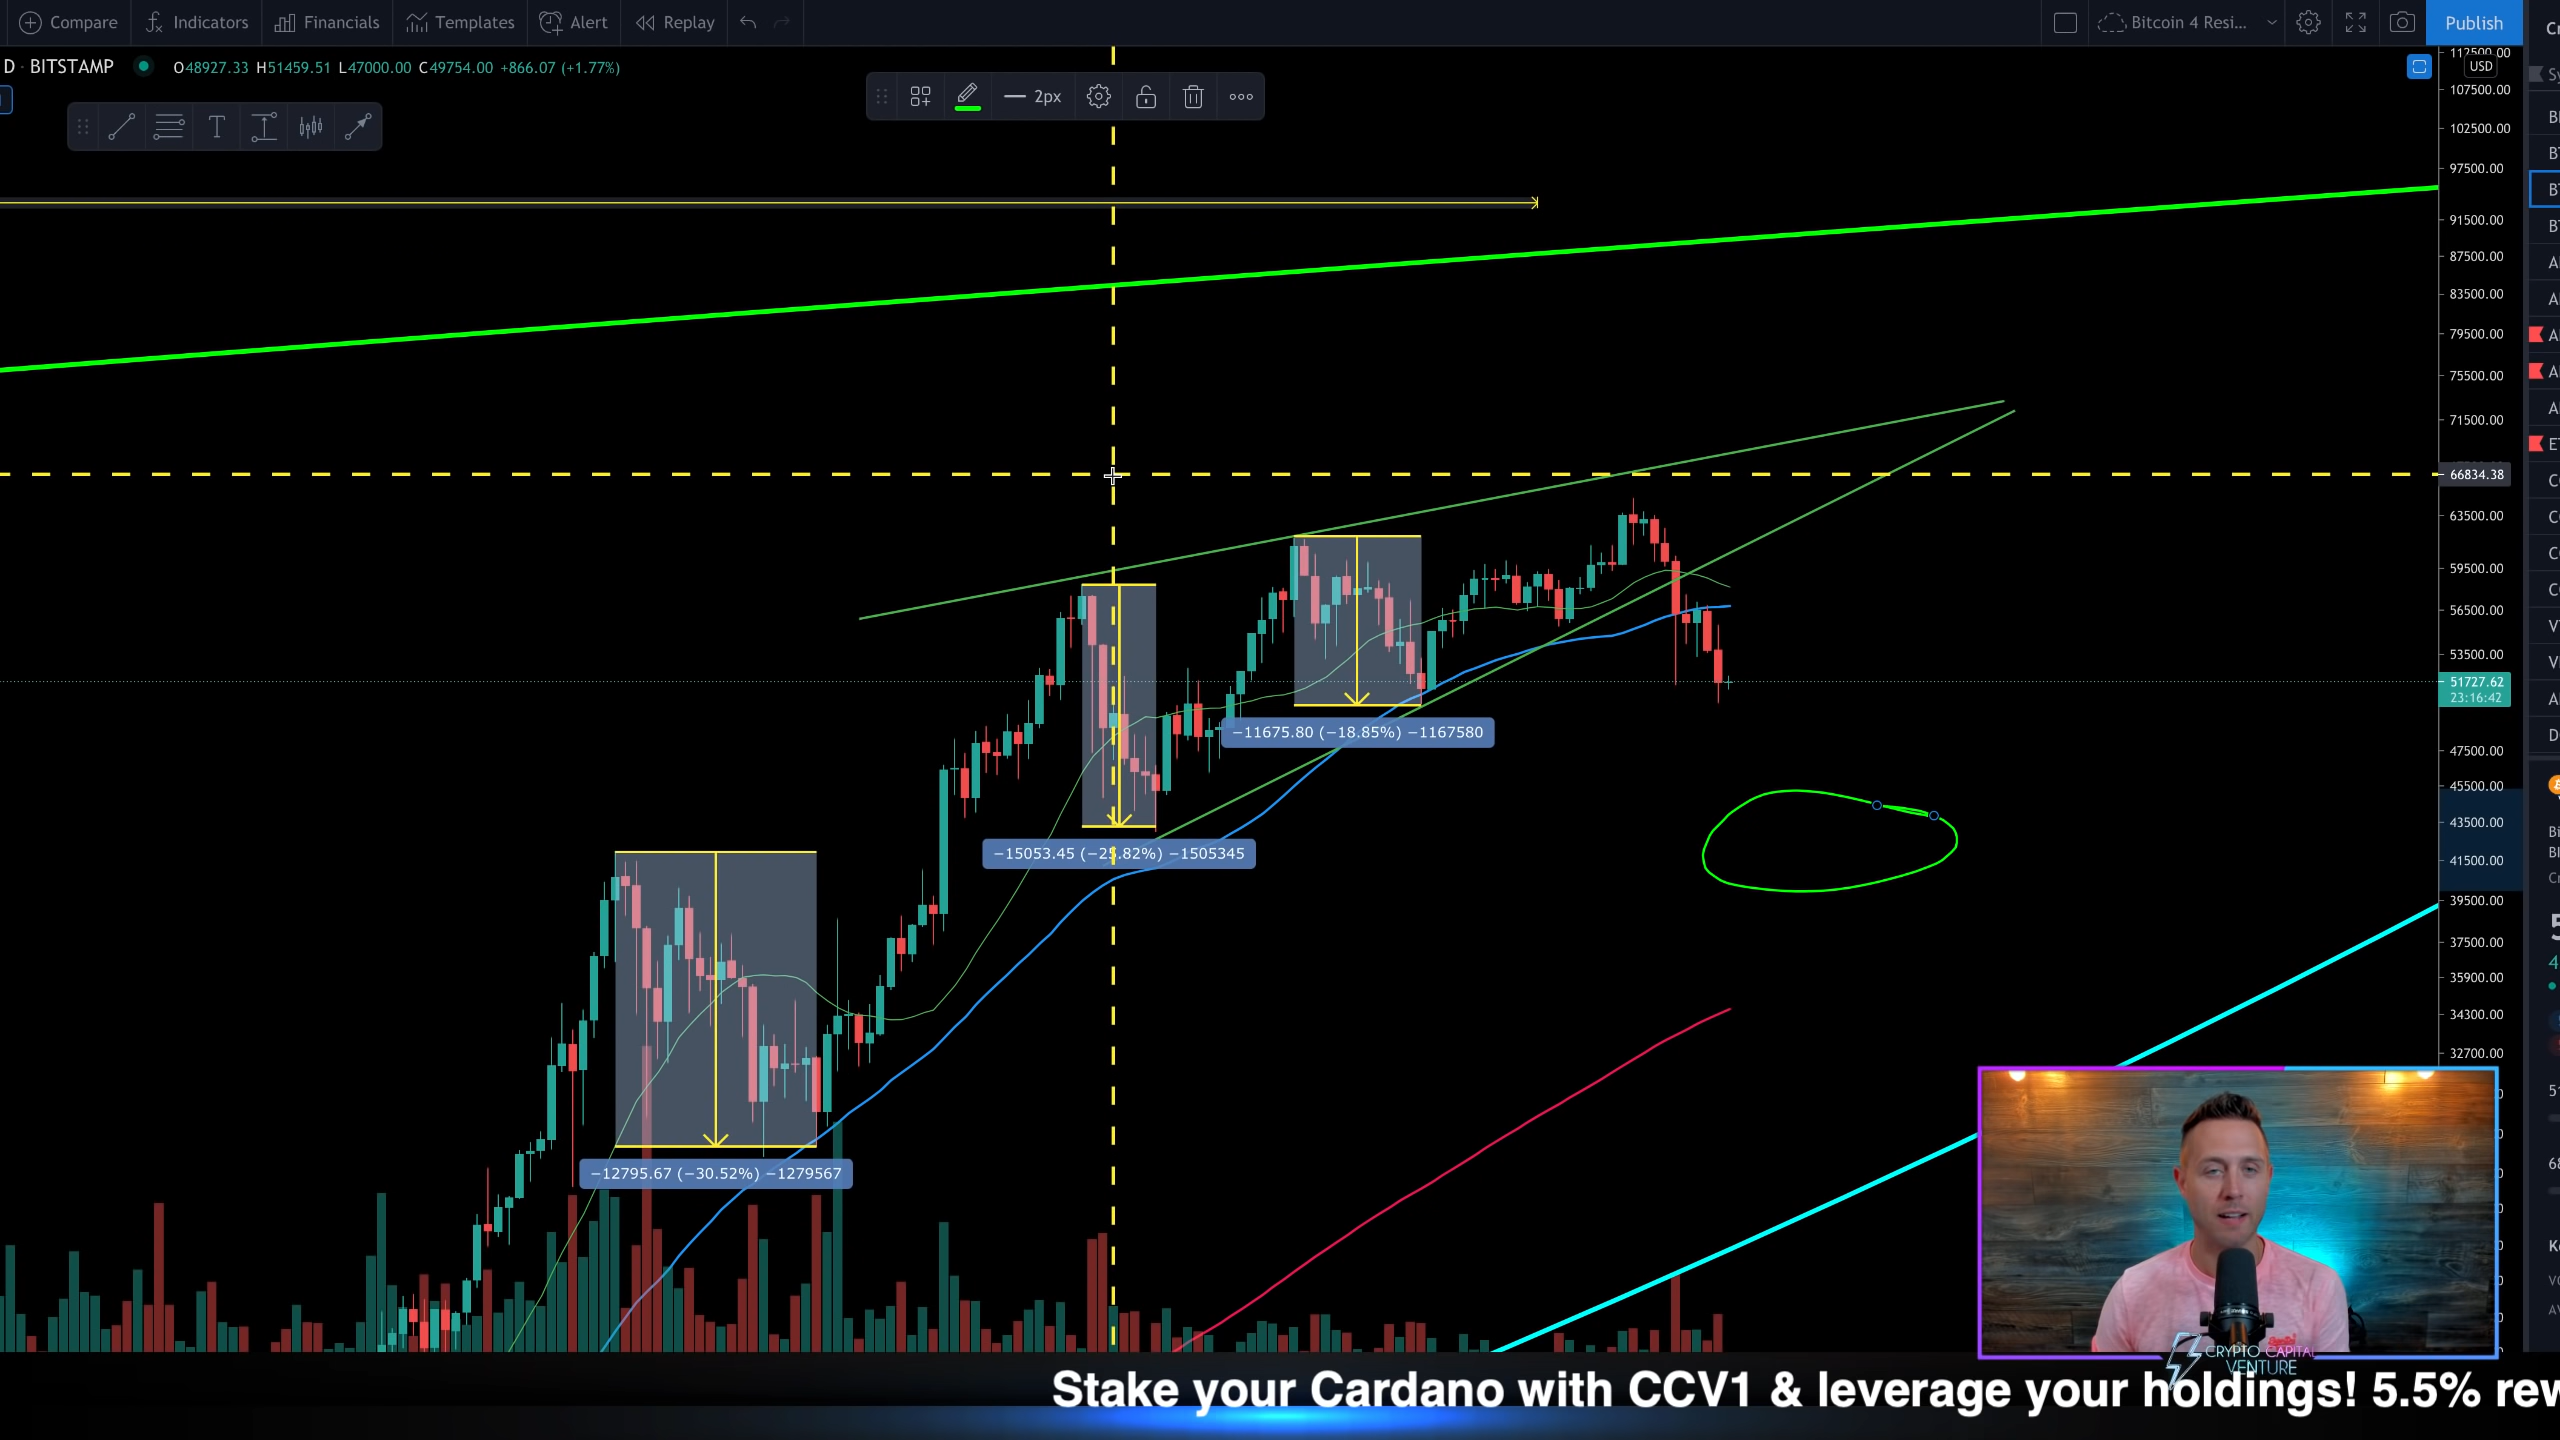 Compare
Indicators
Financials
Templates
Alert
Replay
Bitcoin 4 Resi...
Publish
D · BITSTAMP
O48927.33 H51459.51 L47000.00 C49754.00 +866.07 (+1.77%)
2px
T
USD
112500.00
107500.00
102500.00
97500.00
91500.00
87500.00
83500.00
79500.00
75500.00
71500.00
66834.38
63500.00
59500.00
56500.00
53500.00
51727.62
23:16:42
47500.00
45500.00
43500.00
41500.00
39500.00
37500.00
35900.00
34300.00
32700.00
−11675.80 (−18.85%) −1167580
−15053.45 (−25.82%) −1505345
−12795.67 (−30.52%) −1279567
CRYPTO CAPITAL
VENTURE
Stake your Cardano with CCV1 & leverage your holdings! 5.5% rew